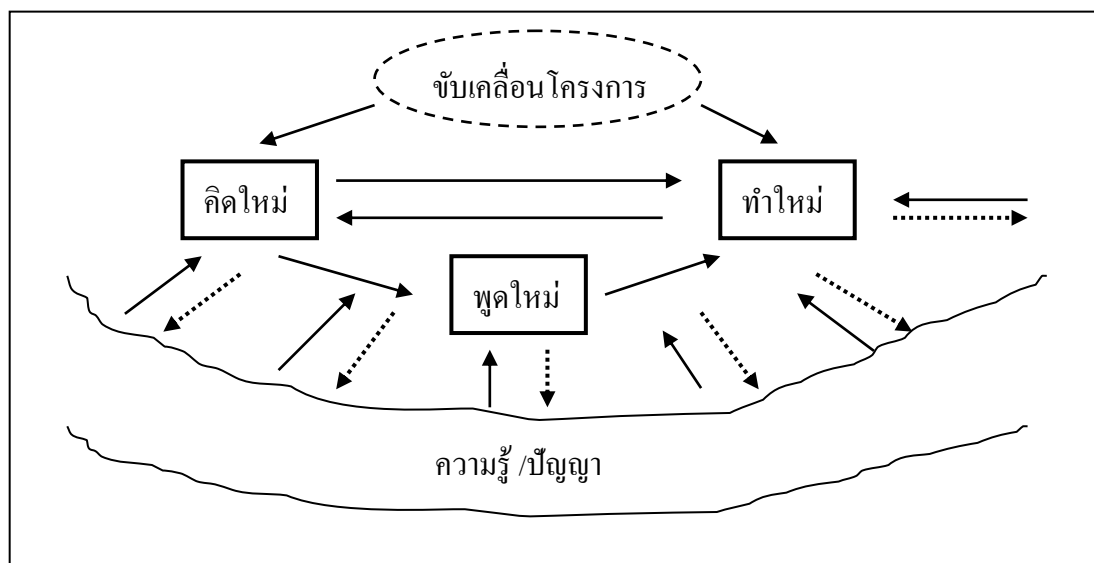 ขับเคลื่อนโครงการ
คิดใหม่
ทำใหม่
พูดใหม่
ความรู้ /ปัญญา